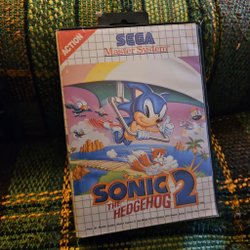 ACTION
SEGA
Master System
SONIC
THE
HEDGEHOG
2